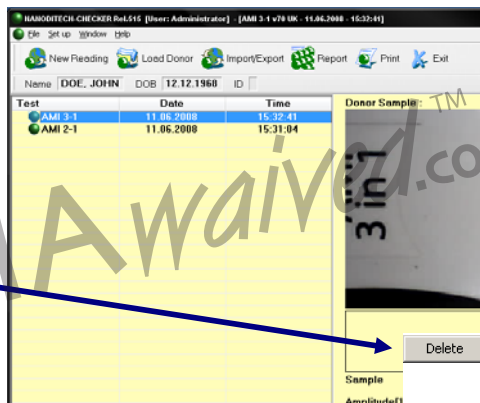 NANODITECH-CHECKER Rel.515 [User: Administrator] - [AMI 3-1 v70 UK - 11.06.2008 - 15:32:41]
File Set up Window Help
New Reading Load Donor Import/Export Report Print Exit
Name DOE, JOHN DOB 12.12.1968 ID
Test Date Time Donor Sample :
AMI 3-1 11.06.2008 15:32:41
AMI 2-1 11.06.2008 15:31:04
3 in 1
Delete
Sample
AWaived.co
TM